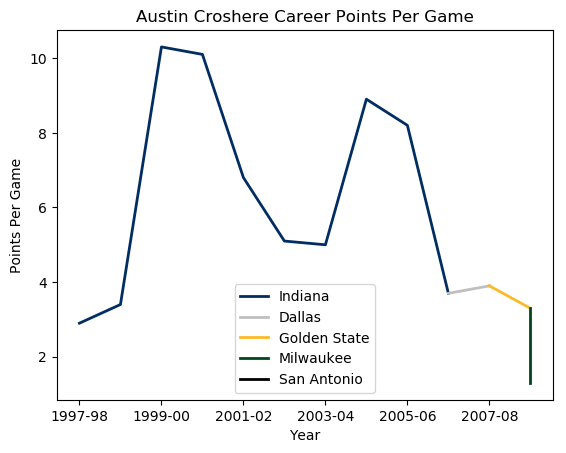 Austin Croshere Career Points Per Game
10
8
6
4
2
Points Per Game
Indiana
Dallas
Golden State
Milwaukee
San Antonio
1997-98 1999-00 2001-02 2003-04 2005-06 2007-08
Year